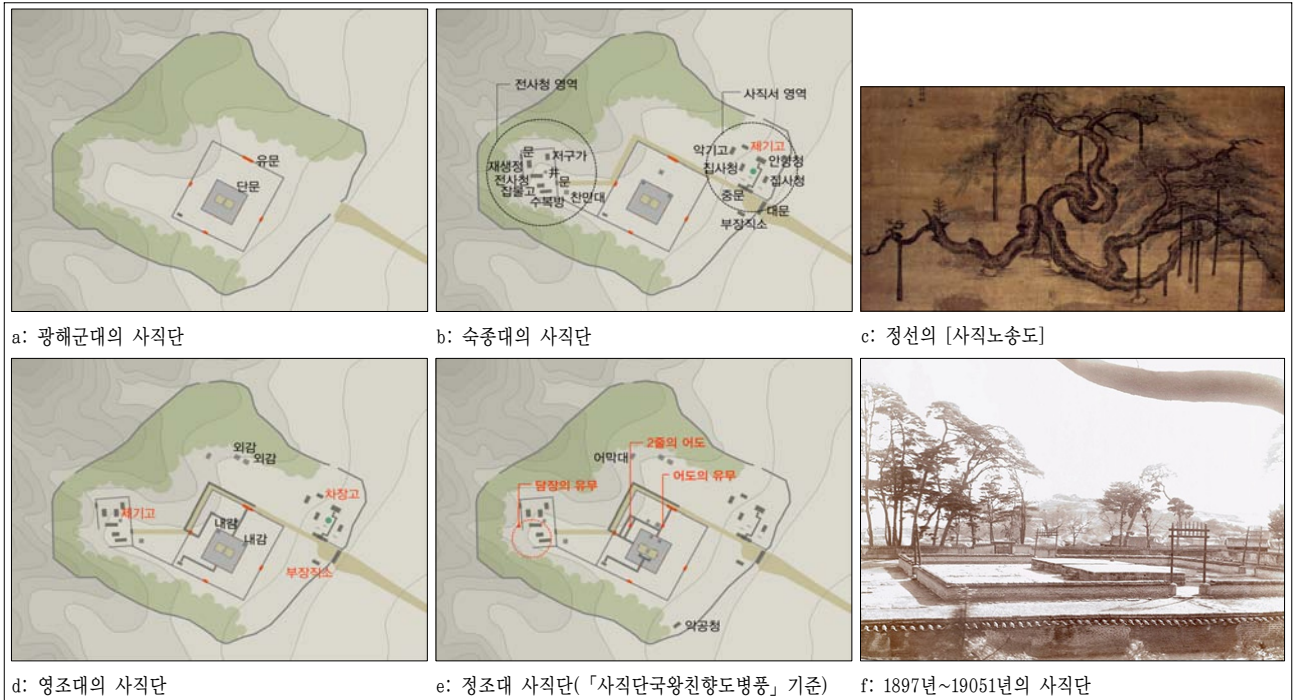 유문
단문
a: 광해군대의 사직단
전사청 영역
사직서 영역
문
저구가
재생정
井
전사청
문
잡물고
수복방
찬만대
악기고
제기고
안향청
집사청
집사청
중문
대문
부장직소
b: 숙종대의 사직단
c: 정선의 [사직노송도]
외감
외감
제기고
차장고
내감
내감
부장직소
d: 영조대의 사직단
2줄의 어도
어막대
어도의 유무
담장의 유무
악공청
e: 정조대 사직단(「사직단국왕친향도병풍」 기준)
f: 1897년~19051년의 사직단